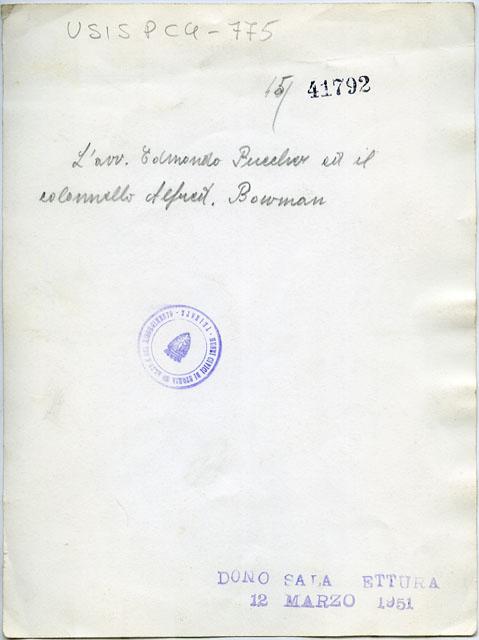 USIS PCG-775
15/ 41792
L'avv. Edmondo Puecher ed il
colonnello Alfred. Bowman
DONO SALA ETTURA
12 MARZO 1951